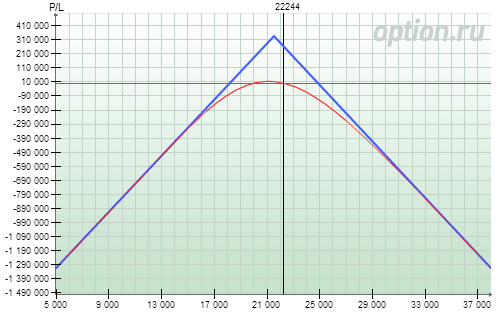 P/L
22244
option.ru
410 000
310 000
210 000
110 000
10 000
-90 000
-190 000
-290 000
-390 000
-490 000
-590 000
-690 000
-790 000
-890 000
-990 000
-1 090 000
-1 190 000
-1 290 000
-1 390 000
-1 490 000
5 000 9 000 13 000 17 000 21 000 25 000 29 000 33 000 37 000